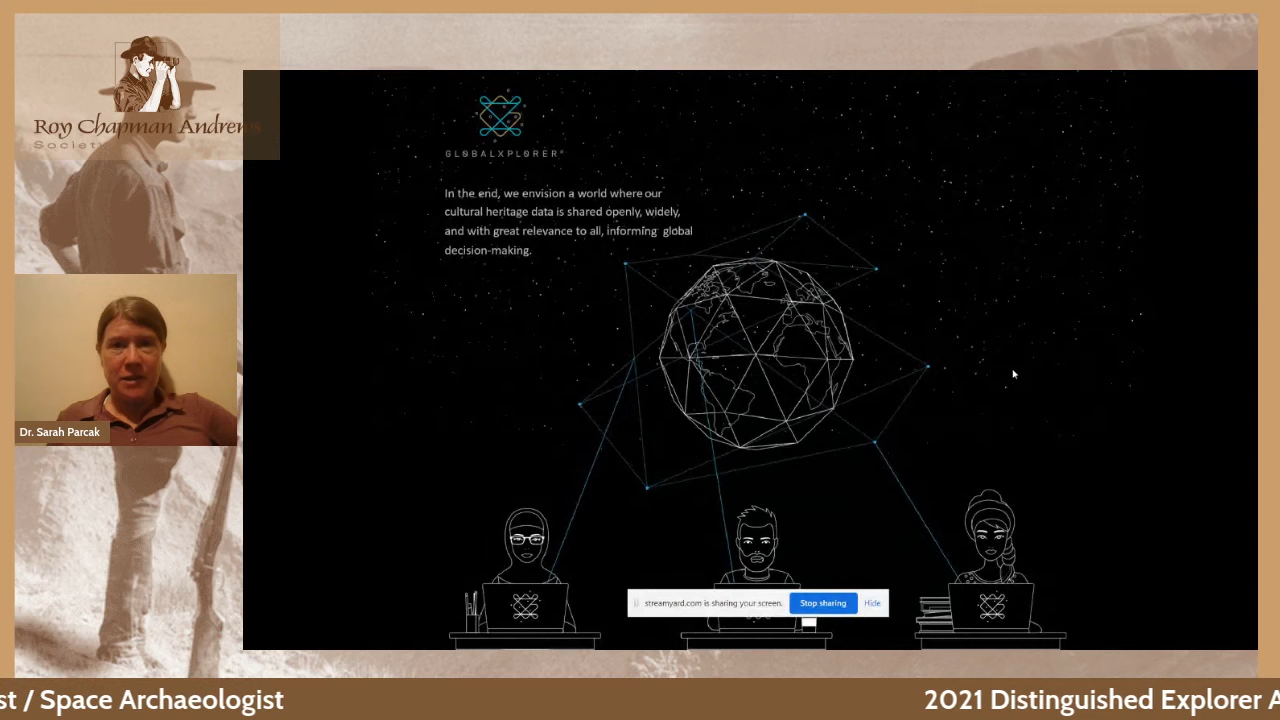 Roy Chapman Andrews
Society
GLOBALXPLORER°
In the end, we envision a world where our
cultural heritage data is shared openly, widely,
and with great relevance to all, informing global
decision-making.
Dr. Sarah Parcak
streamyard.com is sharing your screen.
Stop sharing
Hide
st / Space Archaeologist
2021 Distinguished Explorer A